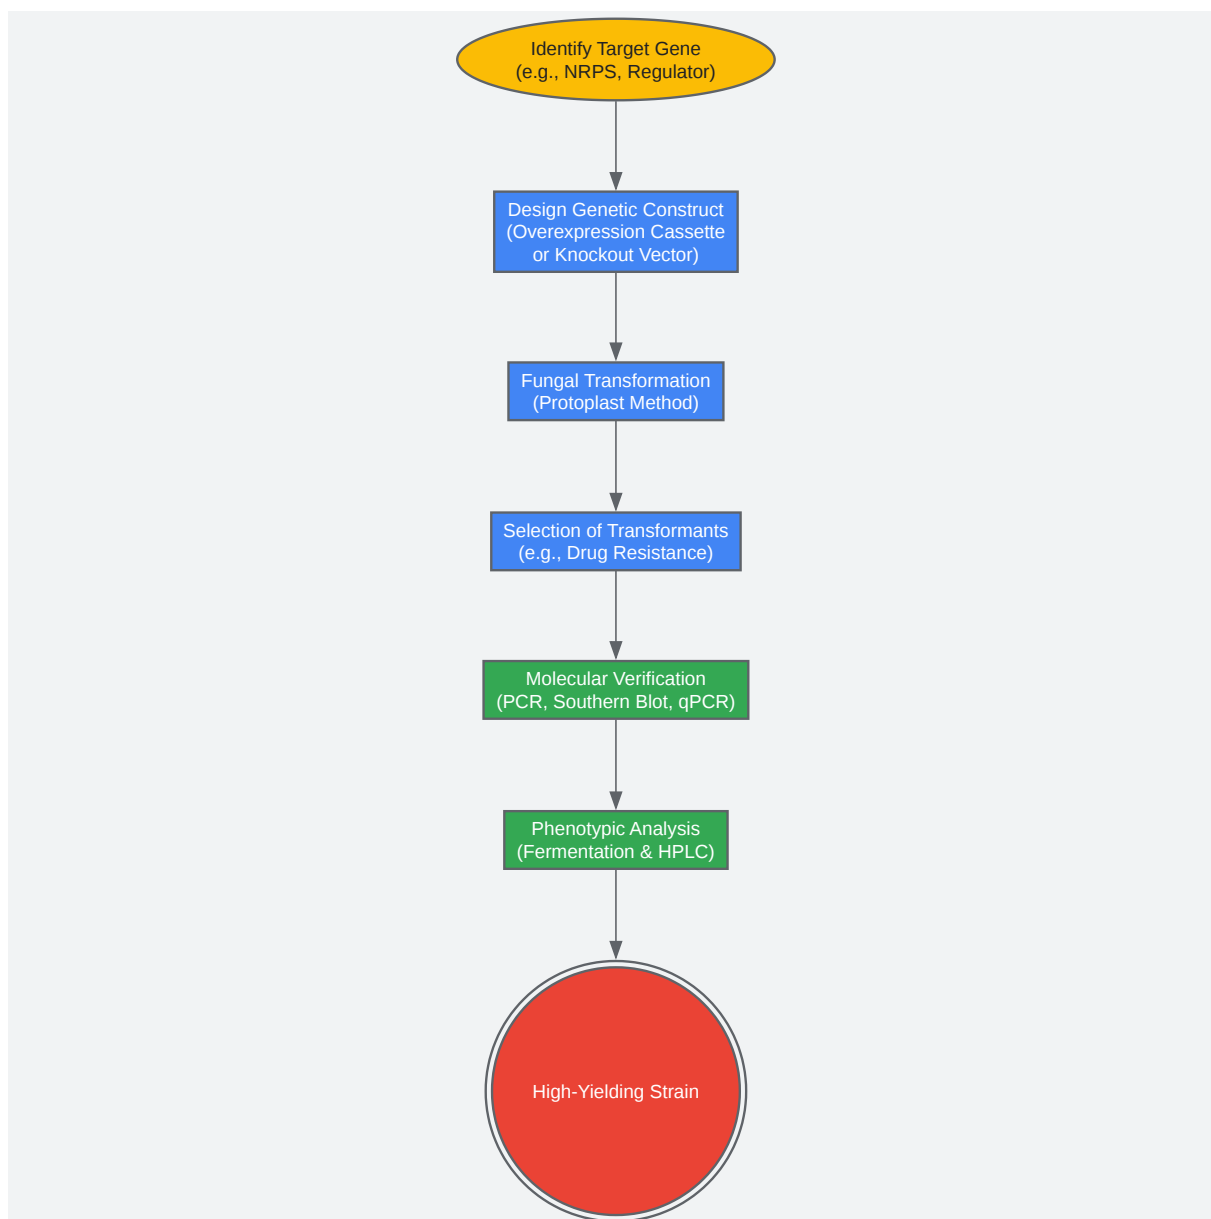 Identify Target Gene
(e.g., NRPS, Regulator)
Design Genetic Construct
(Overexpression Cassette
or Knockout Vector)
Fungal Transformation
(Protoplast Method)
Selection of Transformants
(e.g., Drug Resistance)
Molecular Verification
(PCR, Southern Blot, qPCR)
Phenotypic Analysis
(Fermentation & HPLC)
High-Yielding Strain